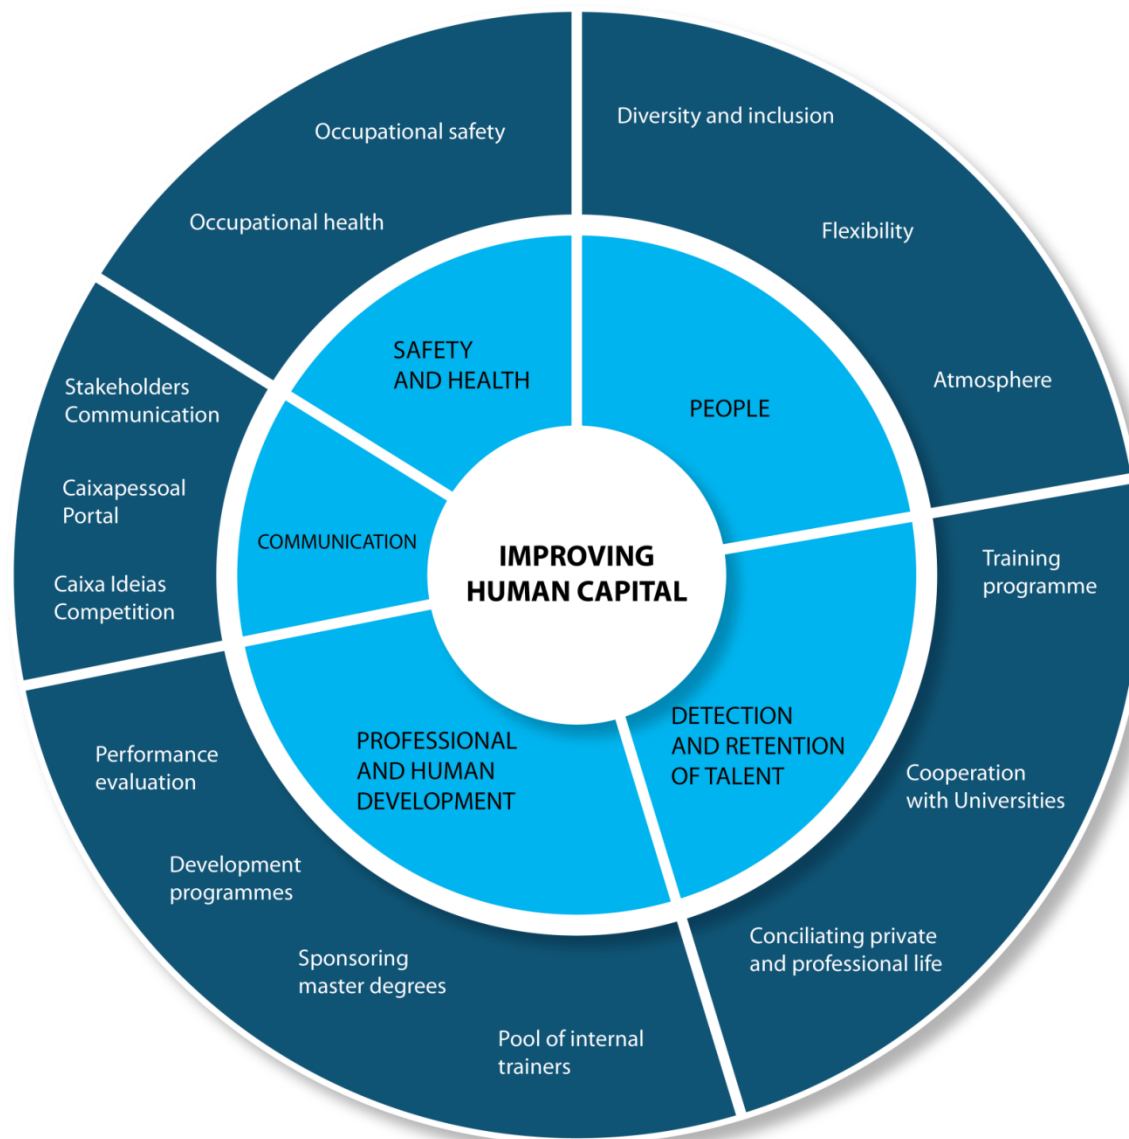 Diversity and inclusion
Flexibility
Atmosphere
PEOPLE
Training
programme
Cooperation
with Universities
Conciliating private
and professional life
DETECTION
AND RETENTION
OF TALENT
Performance
evaluation
Development
programmes
Sponsoring
master degrees
Pool of internal
trainers
PROFESSIONAL
AND HUMAN
DEVELOPMENT
Stakeholders
Communication
Caixapessoal
Portal
Caixa Ideias
Competition
COMMUNICATION
Occupational safety
Occupational health
SAFETY
AND HEALTH
IMPROVING
HUMAN CAPITAL